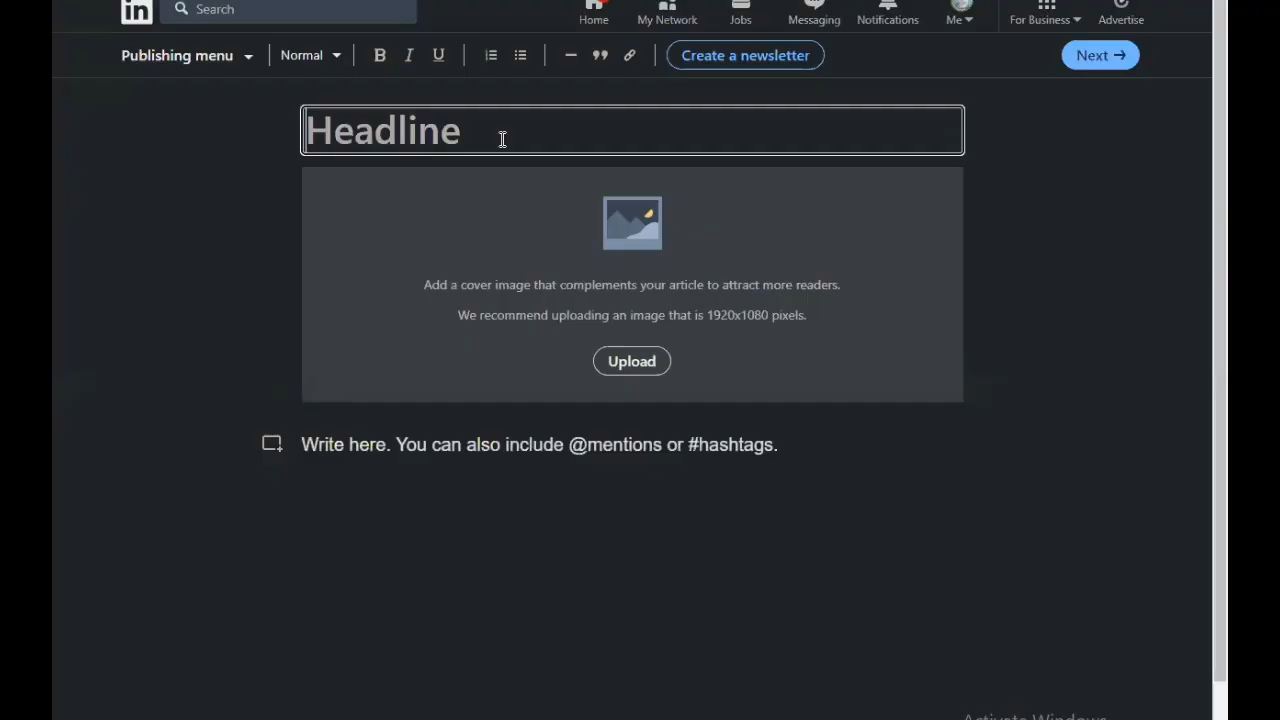 in Search Home My Network Jobs Messaging Notifications Me For Business Advertise
Publishing menu Normal B I U Create a newsletter Next →
Headline
Add a cover image that complements your article to attract more readers.
We recommend uploading an image that is 1920x1080 pixels.
Upload
Write here. You can also include @mentions or #hashtags.
Activate Windows